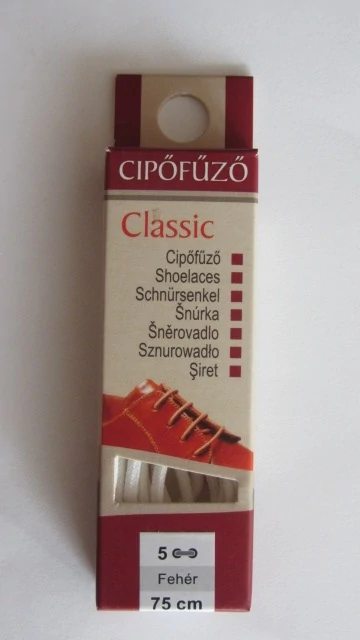 CIPŐFŰZŐ
Classic
Cipőfűző
Shoelaces
Schnürsenkel
Šnúrka
Šněrovadlo
Sznurowadło
Şiret
5
Fehér
75 cm